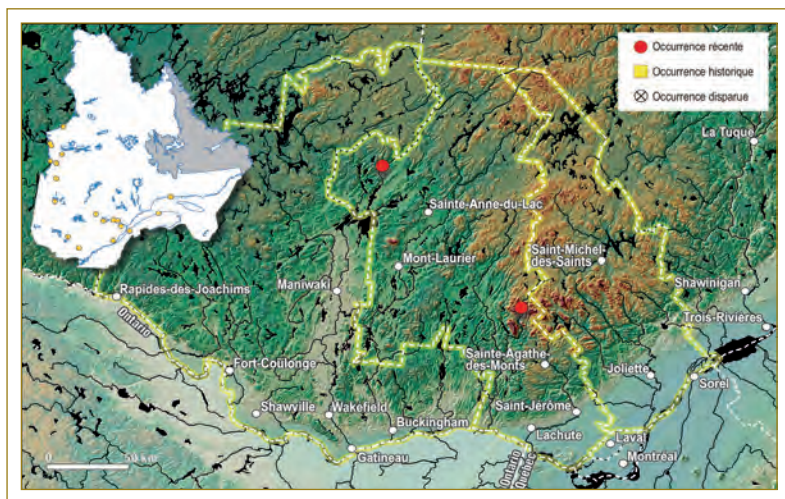 Occurrence récente
Occurrence historique
Occurrence disparue
La Tuque
Sainte-Anne-du-Lac
Saint-Michel
des-Saints
Mont-Laurier
Maniwaki
Rapides-des-Joachims
Shawinigan
Ontario
Trois-Rivières
Fort-Coulonge
Sainte-Agathe
des-Monts
Joliette
Sorel
Shawville
Wakefield
Saint-Jérôme
Buckingham
Lachute
Laval
Gatineau
Montréal
Ontario
Québec
0 50 km